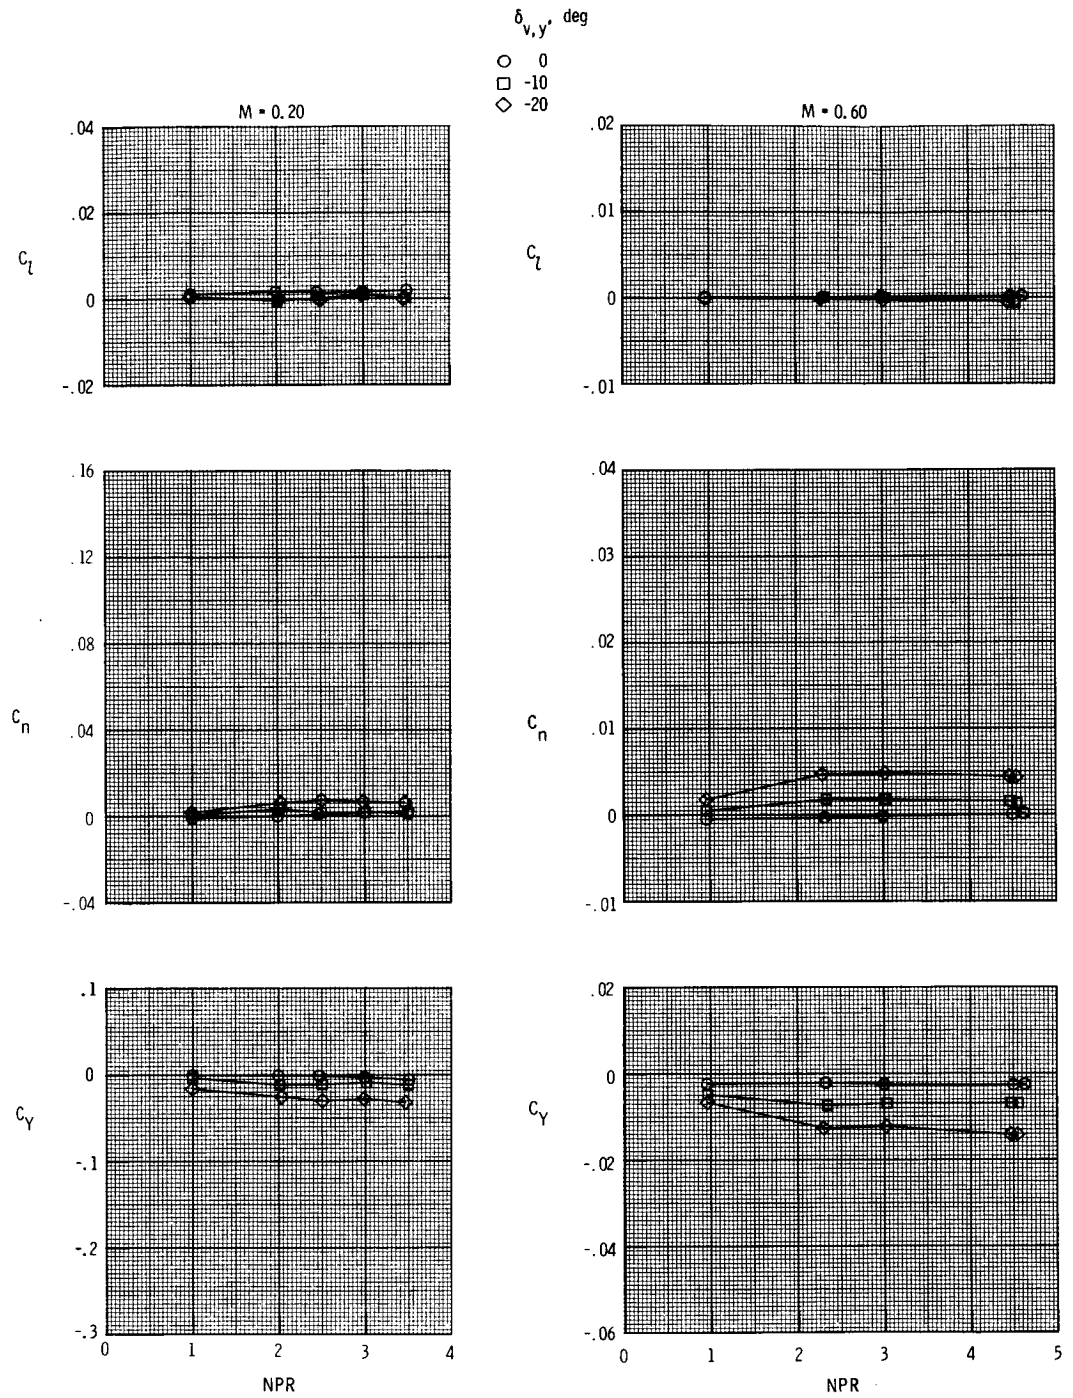 δv,y, deg
0
-10
-20
M = 0.20
.04
.02
0
-.02
Cl
M = 0.60
.02
.01
0
-.01
Cl
.16
.12
.08
.04
0
-.04
Cn
.04
.03
.02
.01
0
-.01
Cn
.1
0
-.1
-.2
-.3
CY
0 1 2 3 4
NPR
.02
0
-.02
-.04
-.06
CY
0 1 2 3 4 5
NPR